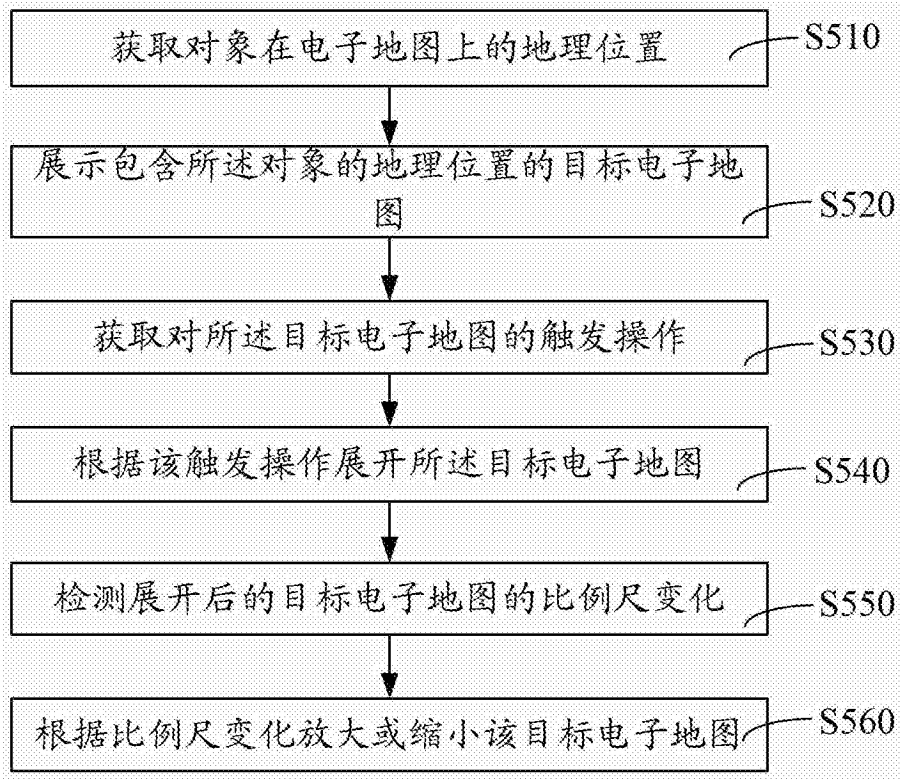 获取对象在电子地图上的地理位置
S510
展示包含所述对象的地理位置的目标电子地
图
S520
获取对所述目标电子地图的触发操作
S530
根据该触发操作展开所述目标电子地图
S540
检测展开后的目标电子地图的比例尺变化
S550
根据比例尺变化放大或缩小该目标电子地图
S560